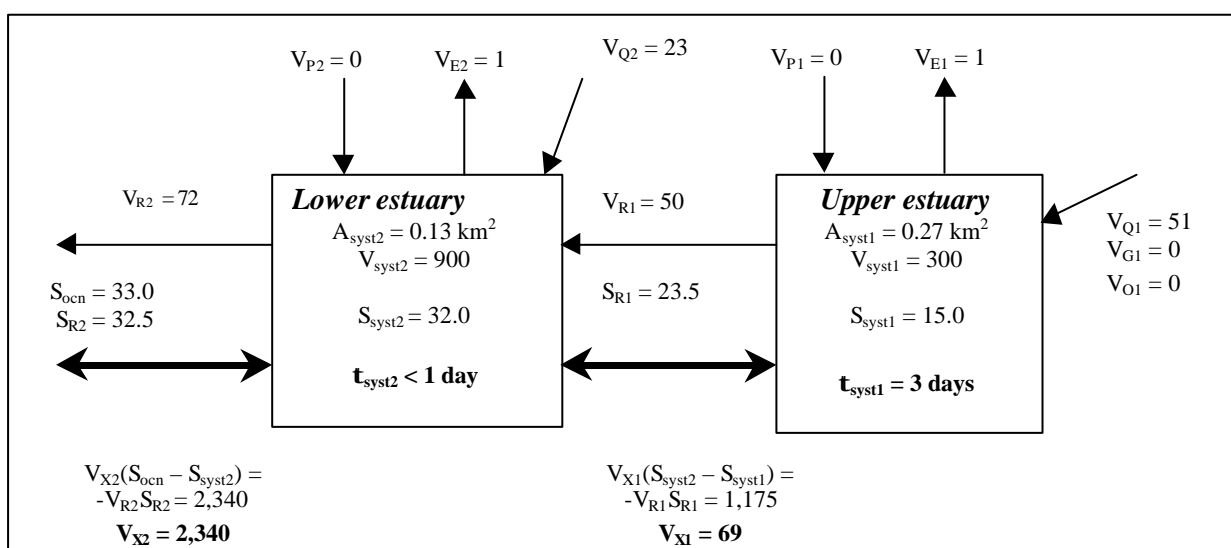 V_P2 = 0
V_E2 = 1
V_Q2 = 23
V_P1 = 0
V_E1 = 1
V_R2 = 72
Lower estuary
A_syst2 = 0.13 km²
V_syst2 = 900
S_syst2 = 32.0
t_syst2 < 1 day
V_R1 = 50
S_R1 = 23.5
Upper estuary
A_syst1 = 0.27 km²
V_syst1 = 300
S_syst1 = 15.0
t_syst1 = 3 days
V_Q1 = 51
V_G1 = 0
V_O1 = 0
S_ocn = 33.0
S_R2 = 32.5
V_X2(S_ocn – S_syst2) =
-V_R2S_R2 = 2,340
V_X2 = 2,340
V_X1(S_syst2 – S_syst1) =
-V_R1S_R1 = 1,175
V_X1 = 69